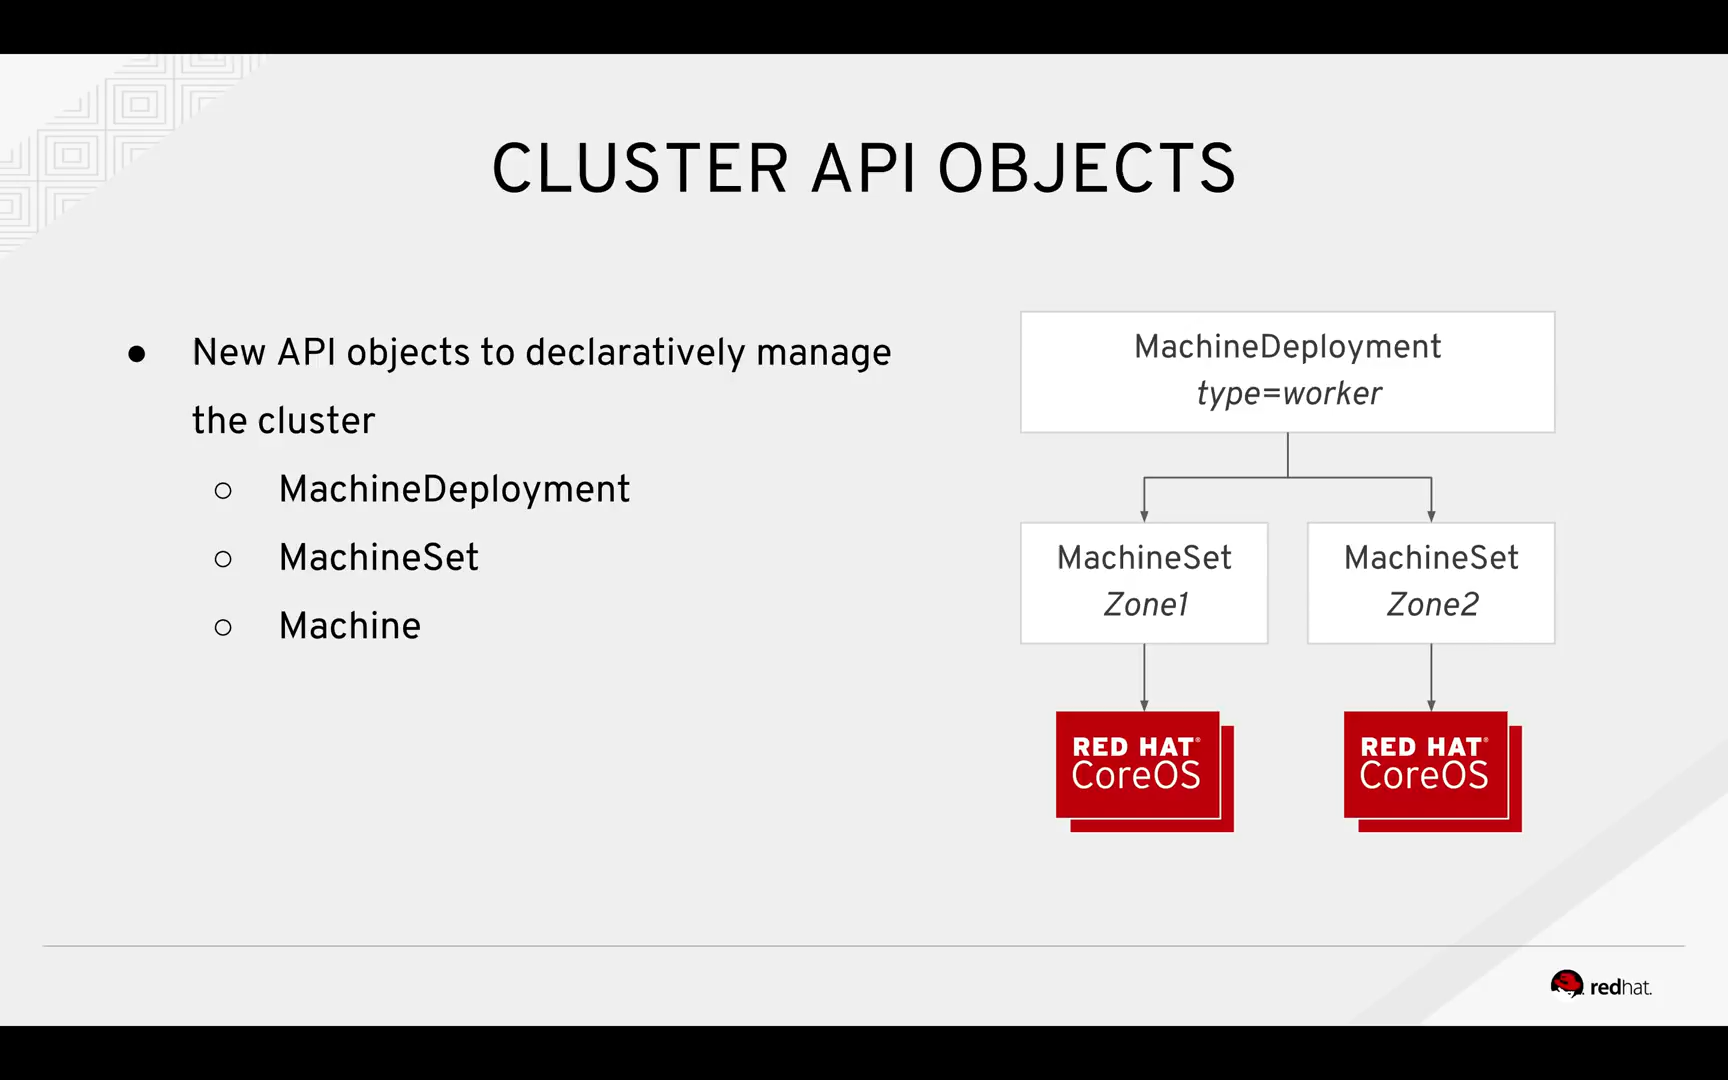 CLUSTER API OBJECTS
● New API objects to declaratively manage
the cluster
○ MachineDeployment
○ MachineSet
○ Machine
MachineDeployment
type=worker
MachineSet
Zone1
MachineSet
Zone2
RED HAT®
CoreOS
RED HAT®
CoreOS
redhat.